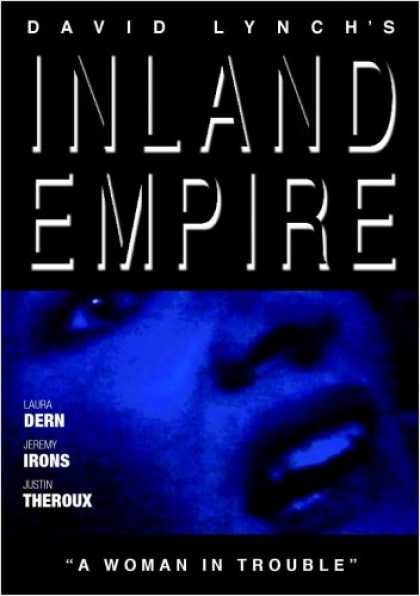 DAVID LYNCH'S
INLAND
EMPIRE
LAURA
DERN
JEREMY
IRONS
JUSTIN
THEROUX
"A WOMAN IN TROUBLE"